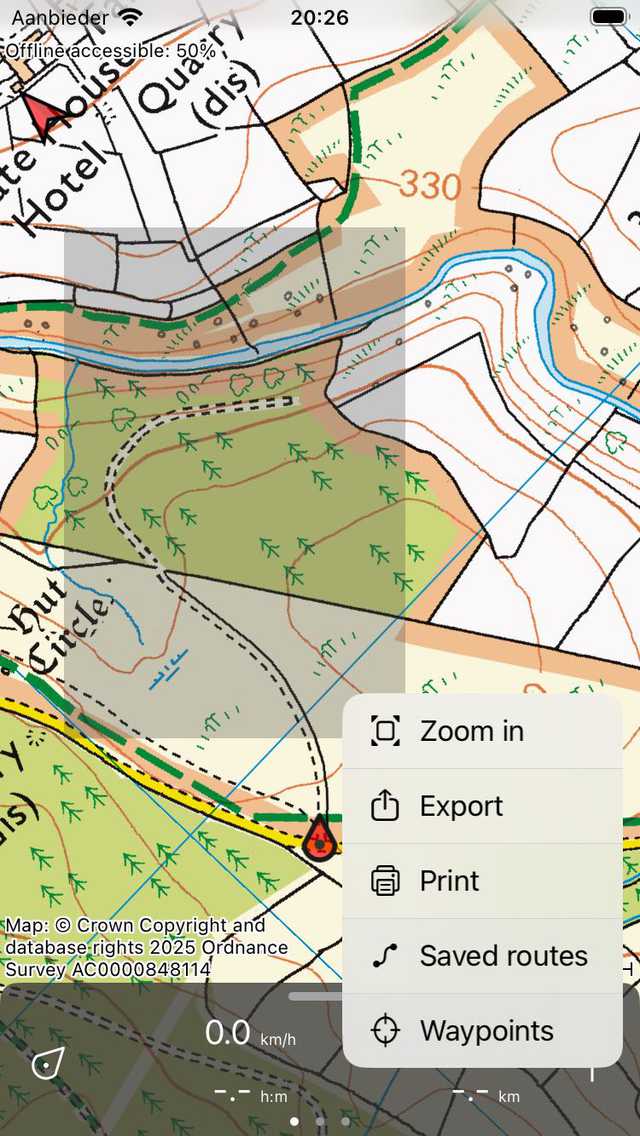 Aanbieder
20:26
Offline accessible: 50%
Quarry
(dis)
House
Hotel
330
Hut
Circle
Zoom in
Export
Print
Saved routes
Waypoints
Map: © Crown Copyright and
database rights 2025 Ordnance
Survey AC0000848114
0.0 km/h
-.- h:m
-.- km